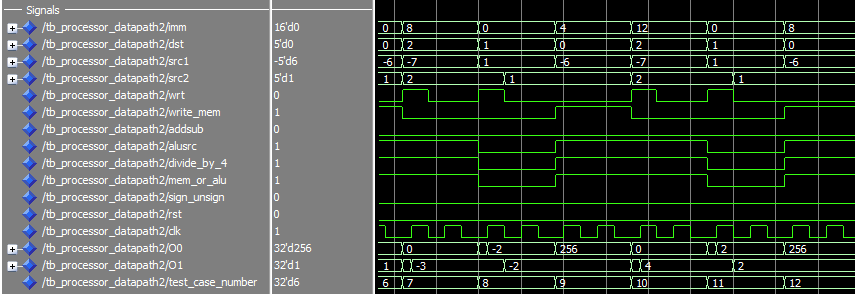 Signals
/tb_processor_datapath2/imm 16'd0 0 8 0 4 12 0 8
/tb_processor_datapath2/dst 5'd0 0 2 1 0 2 1 0
/tb_processor_datapath2/src1 -5'd6 -6 -7 1 -6 -7 1 -6
/tb_processor_datapath2/src2 5'd1 1 2 1 2 1
/tb_processor_datapath2/wrt 0
/tb_processor_datapath2/write_mem 1
/tb_processor_datapath2/addsub 0
/tb_processor_datapath2/alusrc 1
/tb_processor_datapath2/divide_by_4 1
/tb_processor_datapath2/mem_or_alu 1
/tb_processor_datapath2/sign_unsign 0
/tb_processor_datapath2/rst 0
/tb_processor_datapath2/clk 1
/tb_processor_datapath2/O0 32'd256 0 -2 256 0 2 256
/tb_processor_datapath2/O1 32'd1 1 -3 -2 4 2
/tb_processor_datapath2/test_case_number 32'd6 6 7 8 9 10 11 12